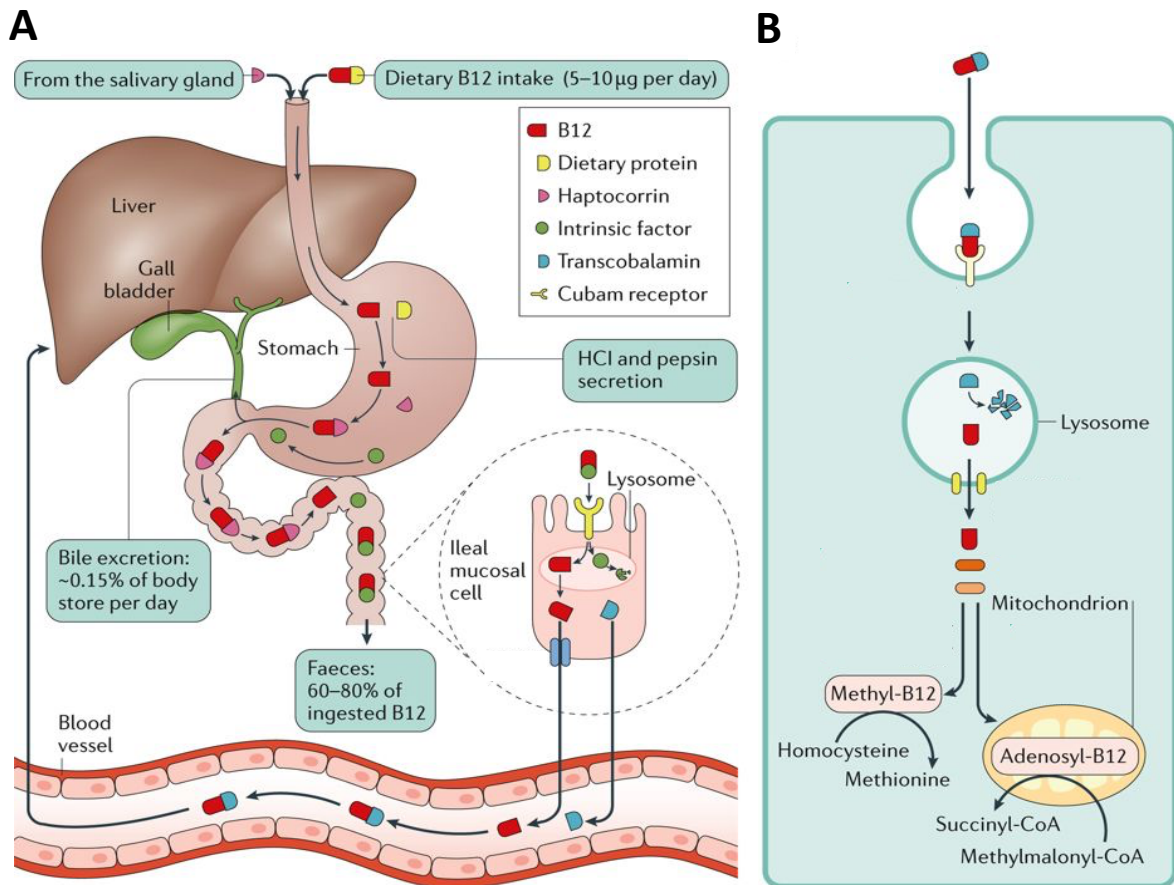 A
B
From the salivary gland
Dietary B12 intake (5–10µg per day)
B12
Dietary protein
Haptocorrin
Intrinsic factor
Transcobalamin
Cubam receptor
Liver
Gall
bladder
Stomach
HCl and pepsin
secretion
Bile excretion:
~0.15% of body
store per day
Lysosome
Ileal
mucosal
cell
Faeces:
60–80% of
ingested B12
Blood
vessel
Lysosome
Mitochondrion
Methyl-B12
Homocysteine
Methionine
Adenosyl-B12
Succinyl-CoA
Methylmalonyl-CoA